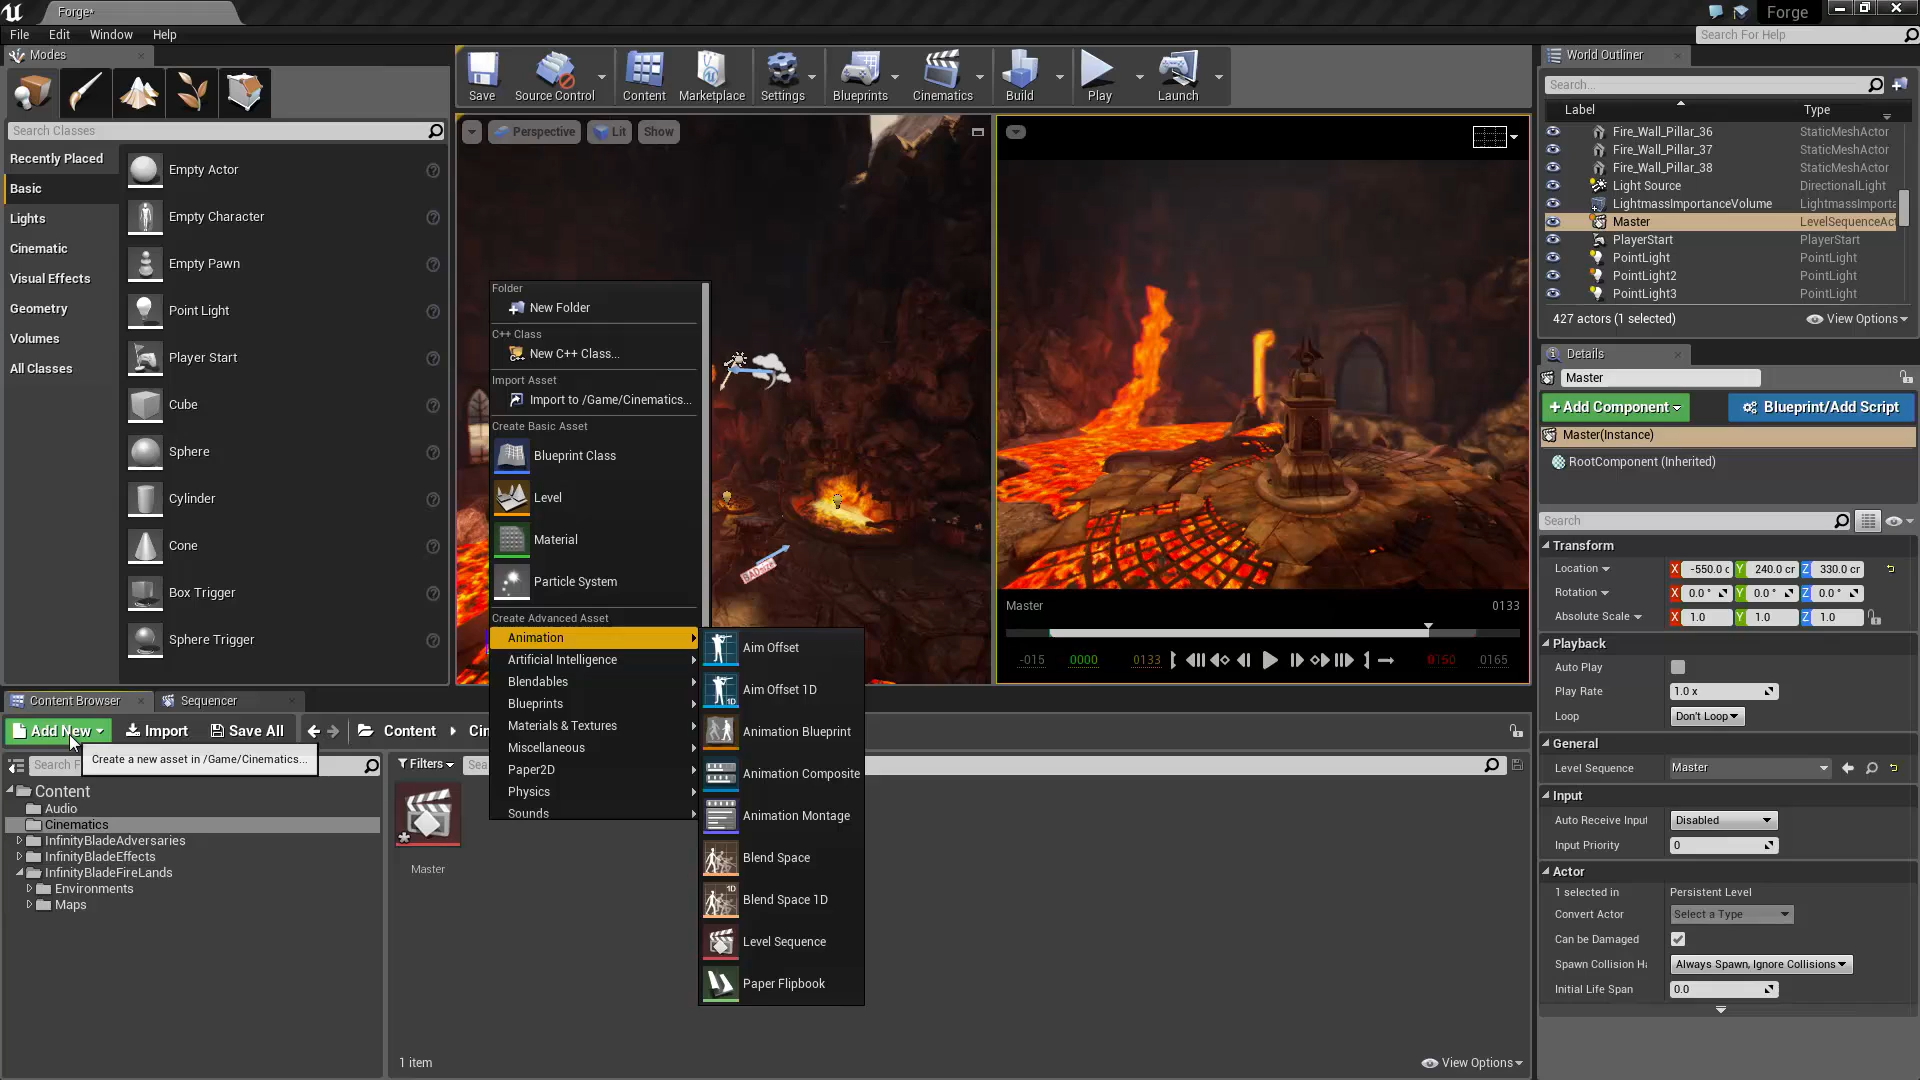 Forge*
Forge
File Edit Window Help
Search For Help
Modes
Search Classes
Recently Placed
Basic
Lights
Cinematic
Visual Effects
Geometry
Volumes
All Classes
Empty Actor
Empty Character
Empty Pawn
Point Light
Player Start
Cube
Sphere
Cylinder
Cone
Box Trigger
Sphere Trigger
Save
Source Control
Content
Marketplace
Settings
Blueprints
Cinematics
Build
Play
Launch
Perspective Lit Show
Folder
New Folder
C++ Class
New C++ Class...
Import Asset
Import to /Game/Cinematics...
Create Basic Asset
Blueprint Class
Level
Material
Particle System
Create Advanced Asset
Animation
Artificial Intelligence
Blendables
Blueprints
Materials & Textures
Miscellaneous
Paper2D
Physics
Sounds
Aim Offset
1D
Aim Offset 1D
Animation Blueprint
Animation Composite
Animation Montage
Blend Space
1D
Blend Space 1D
Level Sequence
Paper Flipbook
Master 0133
-015 0000 0133 0150 0165
World Outliner
Search...
Label Type
Fire_Wall_Pillar_36 StaticMeshActor
Fire_Wall_Pillar_37 StaticMeshActor
Fire_Wall_Pillar_38 StaticMeshActor
Light Source DirectionalLight
LightmassImportanceVolume LightmassImporta
Master LevelSequenceAct
PlayerStart PlayerStart
PointLight PointLight
PointLight2 PointLight
PointLight3 PointLight
427 actors (1 selected) View Options
Details
Master
+Add Component Blueprint/Add Script
Master(Instance)
RootComponent (Inherited)
Search
Transform
Location X -550.0 c Y 240.0 cr Z 330.0 cr
Rotation X 0.0 ° Y 0.0 ° Z 0.0 °
Absolute Scale X 1.0 Y 1.0 Z 1.0
Playback
Auto Play
Play Rate 1.0 x
Loop Don't Loop
General
Level Sequence Master
Input
Auto Receive Input Disabled
Input Priority 0
Actor
1 selected in Persistent Level
Convert Actor Select a Type
Can be Damaged
Spawn Collision Ha Always Spawn, Ignore Collisions
Initial Life Span 0.0
Content Browser Sequencer
Add New Import Save All Content Cin
Create a new asset in /Game/Cinematics...
Search F
Filters Sea
Content
Audio
Cinematics
InfinityBladeAdversaries
InfinityBladeEffects
InfinityBladeFireLands
Environments
Maps
Master
1 item View Options